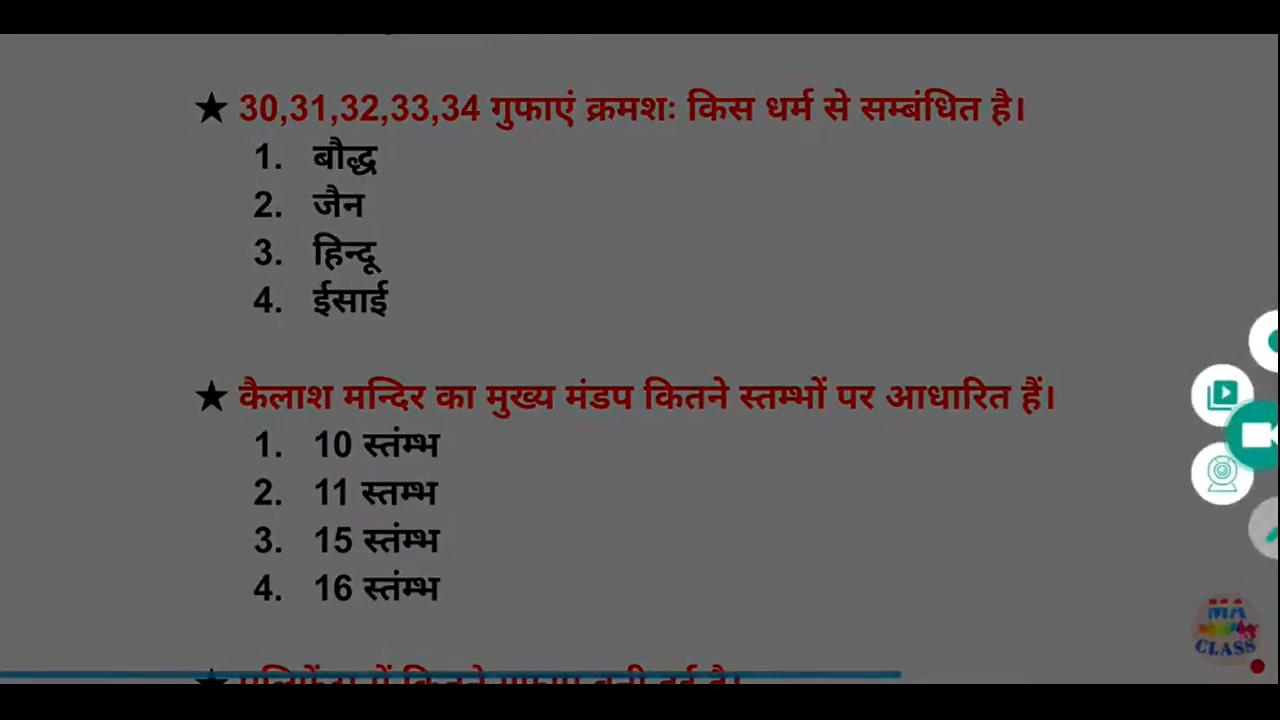 ★ 30,31,32,33,34 गुफाएं क्रमशः किस धर्म से सम्बंधित है।
1. बौद्ध
2. जैन
3. हिन्दू
4. ईसाई
★ कैलाश मन्दिर का मुख्य मंडप कितने स्तम्भों पर आधारित हैं।
1. 10 स्तंम्भ
2. 11 स्तम्भ
3. 15 स्तंम्भ
4. 16 स्तंम्भ
MA
CLASS